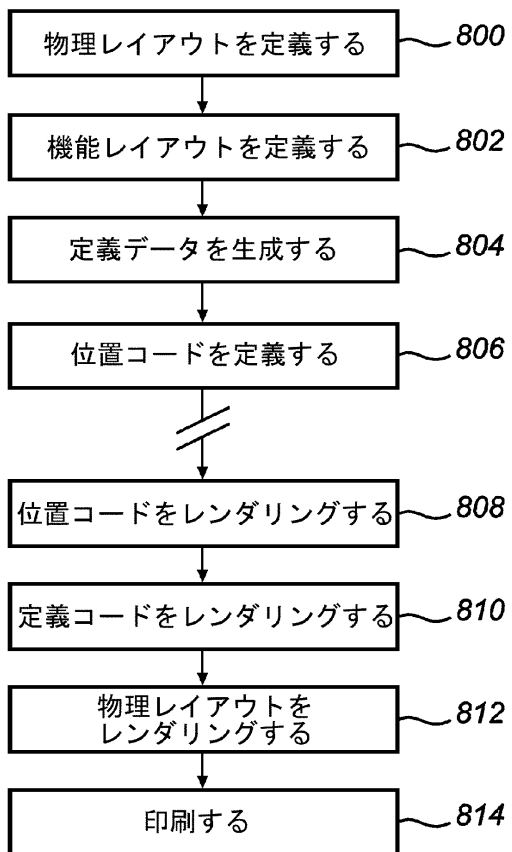 物理レイアウトを定義する 800
機能レイアウトを定義する 802
定義データを生成する 804
位置コードを定義する 806
位置コードをレンダリングする 808
定義コードをレンダリングする 810
物理レイアウトを
レンダリングする 812
印刷する 814